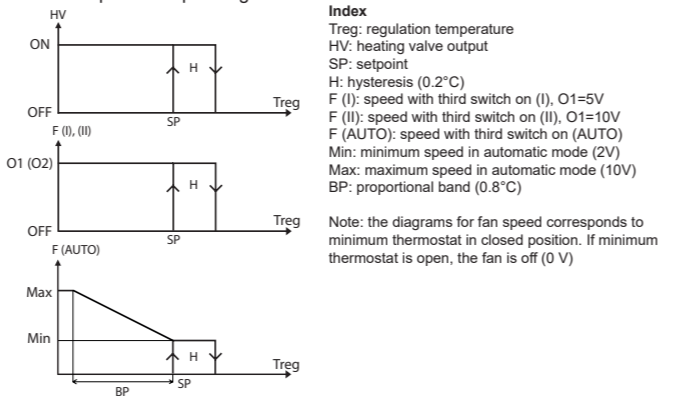 HV
ON
H
OFF
SP
Treg
F (I), (II)
O1 (O2)
H
OFF
SP
Treg
F (AUTO)
Max
Min
H
Treg
BP
SP
Index
Treg: regulation temperature
HV: heating valve output
SP: setpoint
H: hysteresis (0.2°C)
F (I): speed with third switch on (I), O1=5V
F (II): speed with third switch on (II), O1=10V
F (AUTO): speed with third switch on (AUTO)
Min: minimum speed in automatic mode (2V)
Max: maximum speed in automatic mode (10V)
BP: proportional band (0.8°C)
Note: the diagrams for fan speed corresponds to
minimum thermostat in closed position. If minimum
thermostat is open, the fan is off (0 V)